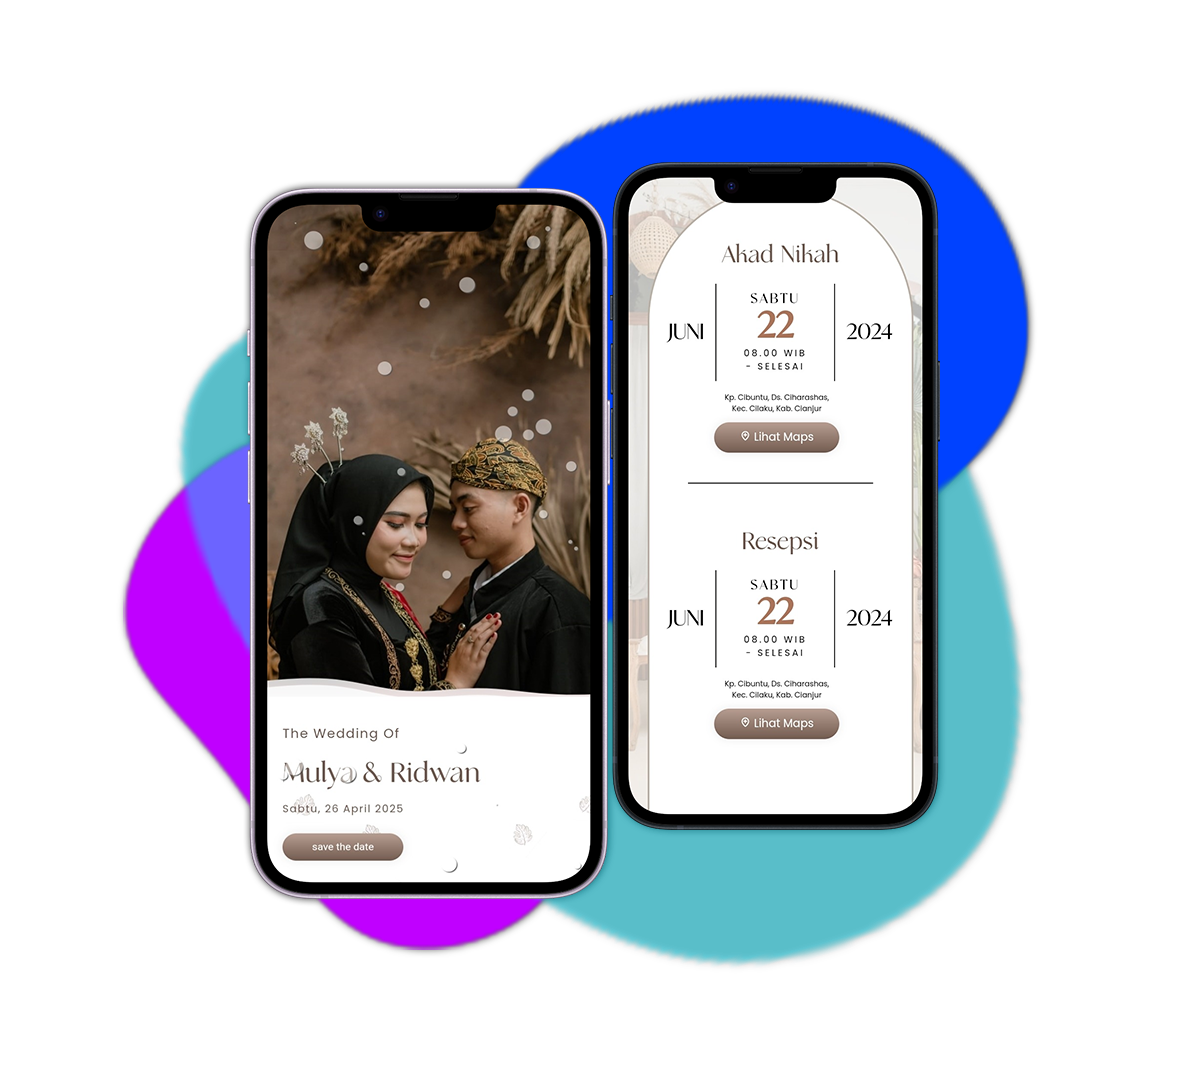 The Wedding Of
Mulya & Ridwan
Sabtu, 26 April 2025
save the date
Akad Nikah
JUNI
SABTU
22
08.00 WIB
- SELESAI
2024
Kp. Cibuntu, Ds. Ciharashas,
Kec. Cilaku, Kab. Cianjur
Lihat Maps
Resepsi
JUNI
SABTU
22
08.00 WIB
- SELESAI
2024
Kp. Cibuntu, Ds. Ciharashas,
Kec. Cilaku, Kab. Cianjur
Lihat Maps